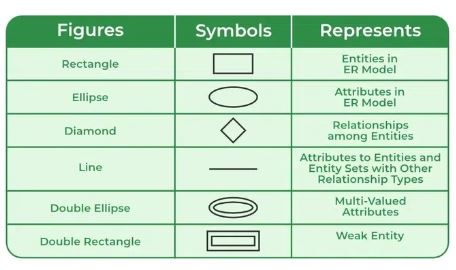 Figures Symbols Represents
Rectangle
Entities in
ER Model
Ellipse
Attributes in
ER Model
Diamond
Relationships
among Entities
Line
Attributes to Entities and
Entity Sets with Other
Relationship Types
Double Ellipse
Multi-Valued
Attributes
Double Rectangle
Weak Entity